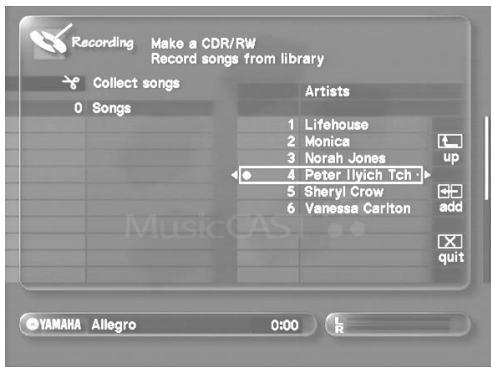 Recording Make a CDR/RW
Record songs from library
Collect songs
0 Songs
Artists
1 Lifehouse
2 Monica
3 Norah Jones
4 Peter Ilyich Tch
5 Sheryl Crow
6 Vanessa Carlton
up
add
quit
MusicCAST
YAMAHA Allegro 0:00 L
R